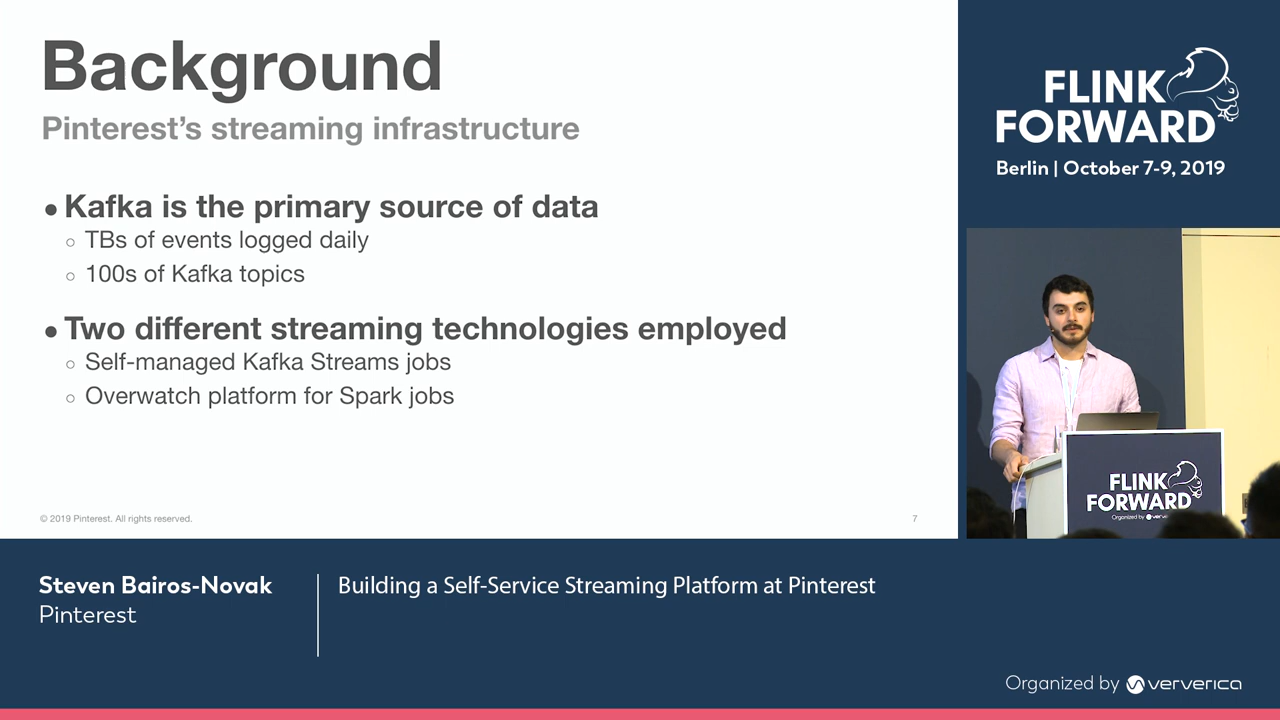 Background
Pinterest's streaming infrastructure
● Kafka is the primary source of data
○ TBs of events logged daily
○ 100s of Kafka topics
● Two different streaming technologies employed
○ Self-managed Kafka Streams jobs
○ Overwatch platform for Spark jobs
© 2019 Pinterest. All rights reserved.
7
FLINK
FORWARD
Berlin | October 7-9, 2019
FLINK
FORWARD
Organized by
Steven Bairos-Novak
Pinterest
Building a Self-Service Streaming Platform at Pinterest
Organized by ververica